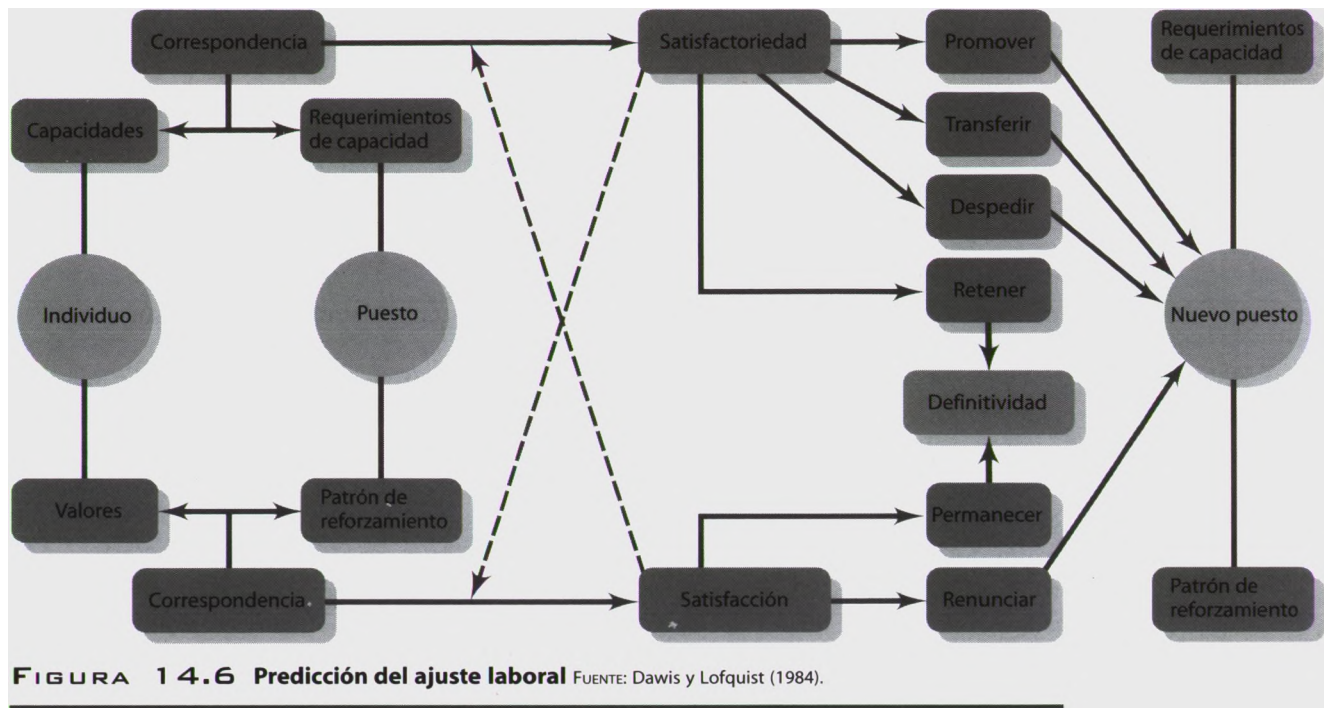 Correspondencia
Satisfactoriedad
Promover
Requerimientos
de capacidad
Capacidades
Requerimientos
de capacidad
Transferir
Despedir
Individuo
Puesto
Retener
Nuevo puesto
Definitividad
Valores
Patrón de
reforzamiento
Permanecer
Correspondencia
Satisfacción
Renunciar
Patrón de
reforzamiento
FIGURA 14.6 Predicción del ajuste laboral FUENTE: Dawis y Lofquist (1984).